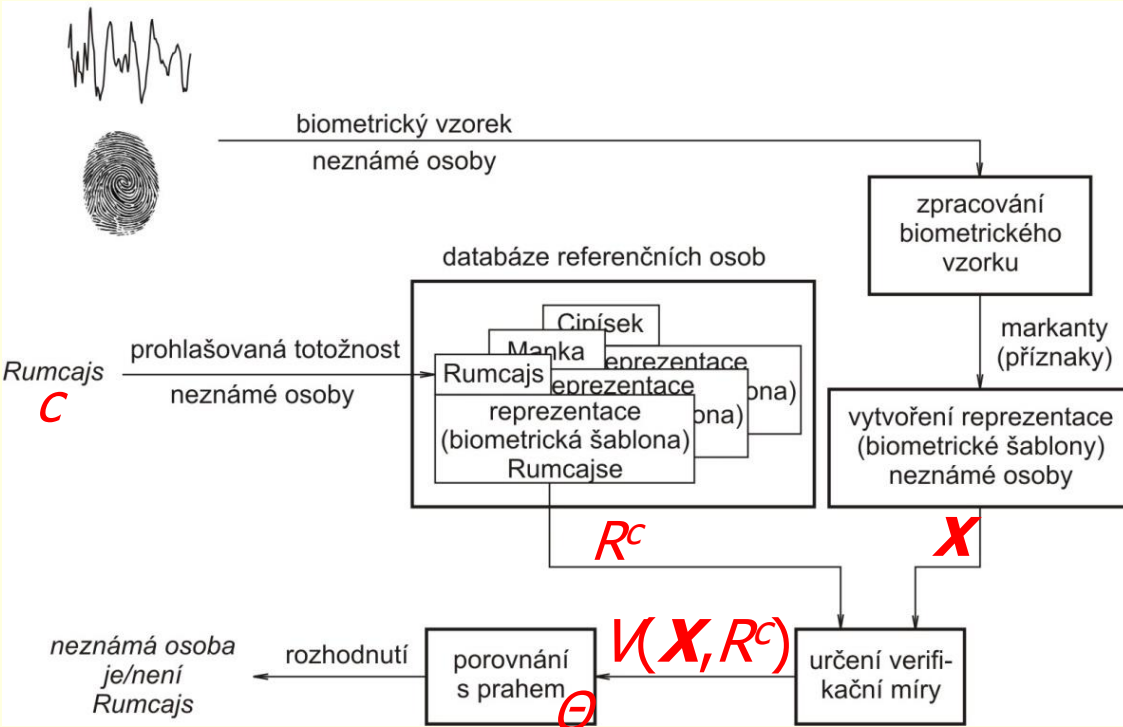 biometrický vzorek
neznámé osoby
zpracování
biometrického
vzorku
databáze referenčních osob
markanty
(příznaky)
Cipísek
Manka
reprezentace
ona)
Rumcajs
reprezentace
ona)
reprezentace
(biometrická šablona)
Rumcajse
Rumcajs
C
prohlašovaná totožnost
neznámé osoby
vytvoření reprezentace
(biometrické šablony)
neznámé osoby
R^C
X
určení verifi-
kační míry
V(X, R^C)
porovnání
s prahem
Θ
rozhodnutí
neznámá osoba
je/není
Rumcajs